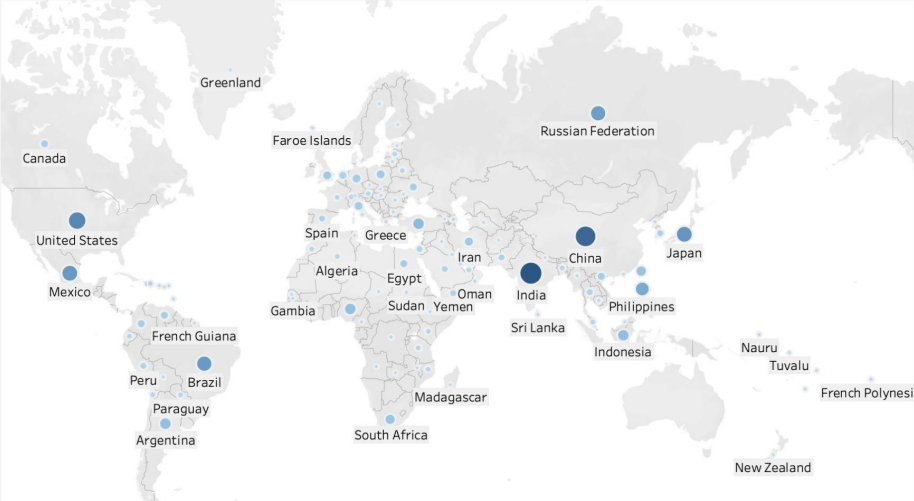 Greenland
Faroe Islands
Russian Federation
Canada
United States
Spain
Greece
Iran
China
Japan
Mexico
Algeria
Egypt
Gambia
Sudan
Yemen
Oman
India
Philippines
Sri Lanka
French Guiana
Indonesia
Nauru
Tuvalu
Peru
Brazil
Madagascar
French Polynesi
Paraguay
Argentina
South Africa
New Zealand